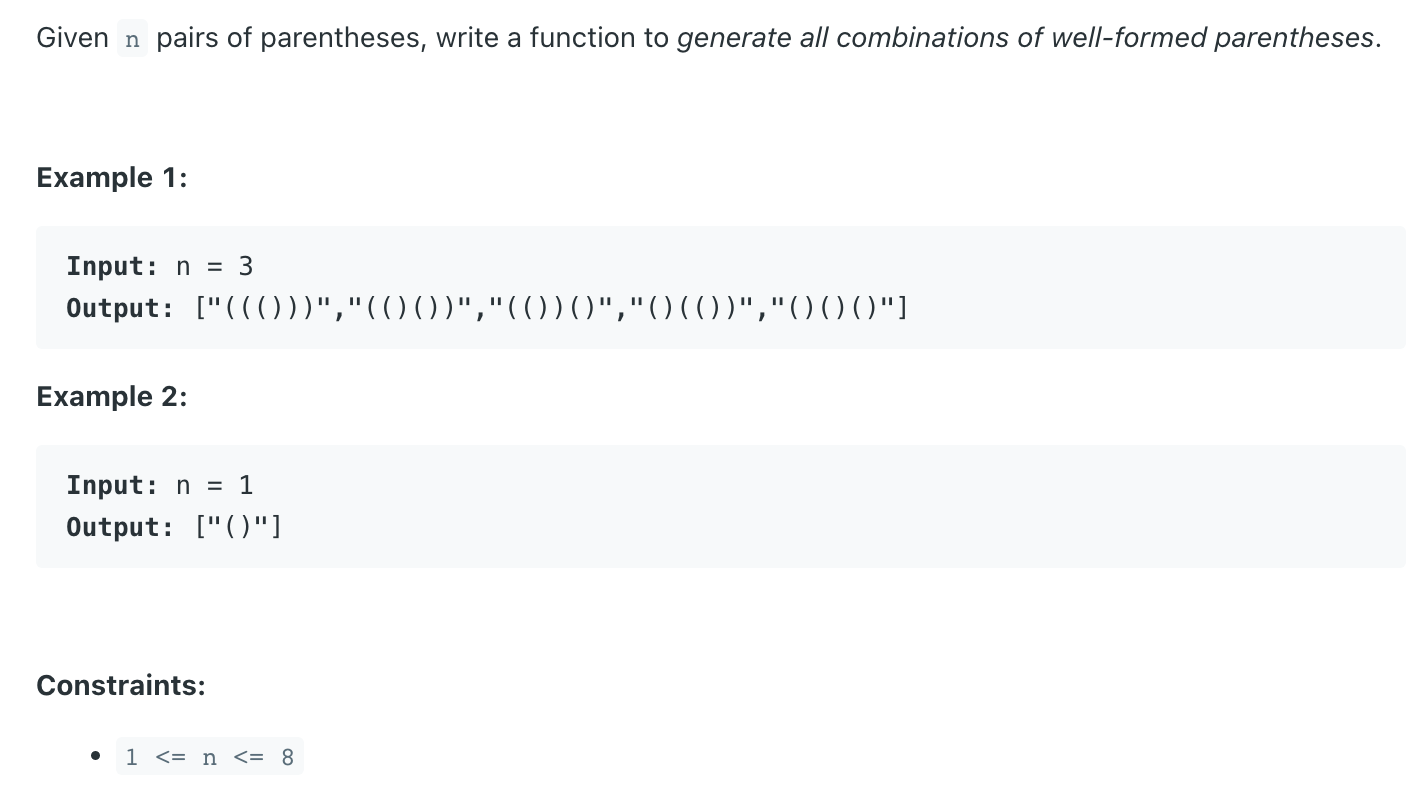 Given n pairs of parentheses, write a function to generate all combinations of well-formed parentheses.
Example 1:
Input: n = 3
Output: ["((()))","(()())","(())()","()(())","()()()"]
Example 2:
Input: n = 1
Output: ["()"]
Constraints:
• 1 <= n <= 8